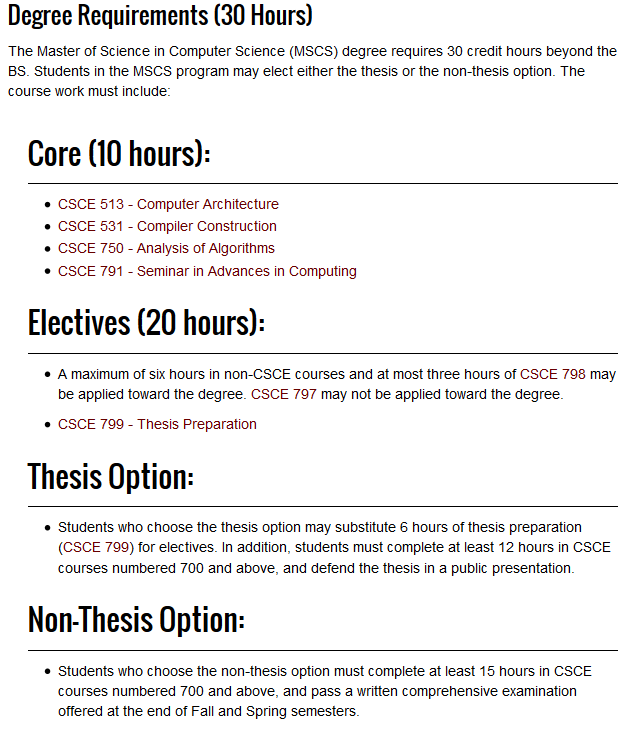 Degree Requirements (30 Hours)
The Master of Science in Computer Science (MSCS) degree requires 30 credit hours beyond the
BS. Students in the MSCS program may elect either the thesis or the non-thesis option. The
course work must include:
Core (10 hours):
• CSCE 513 - Computer Architecture
• CSCE 531 - Compiler Construction
• CSCE 750 - Analysis of Algorithms
• CSCE 791 - Seminar in Advances in Computing
Electives (20 hours):
• A maximum of six hours in non-CSCE courses and at most three hours of CSCE 798 may
be applied toward the degree. CSCE 797 may not be applied toward the degree.
• CSCE 799 - Thesis Preparation
Thesis Option:
• Students who choose the thesis option may substitute 6 hours of thesis preparation
(CSCE 799) for electives. In addition, students must complete at least 12 hours in CSCE
courses numbered 700 and above, and defend the thesis in a public presentation.
Non-Thesis Option:
• Students who choose the non-thesis option must complete at least 15 hours in CSCE
courses numbered 700 and above, and pass a written comprehensive examination
offered at the end of Fall and Spring semesters.